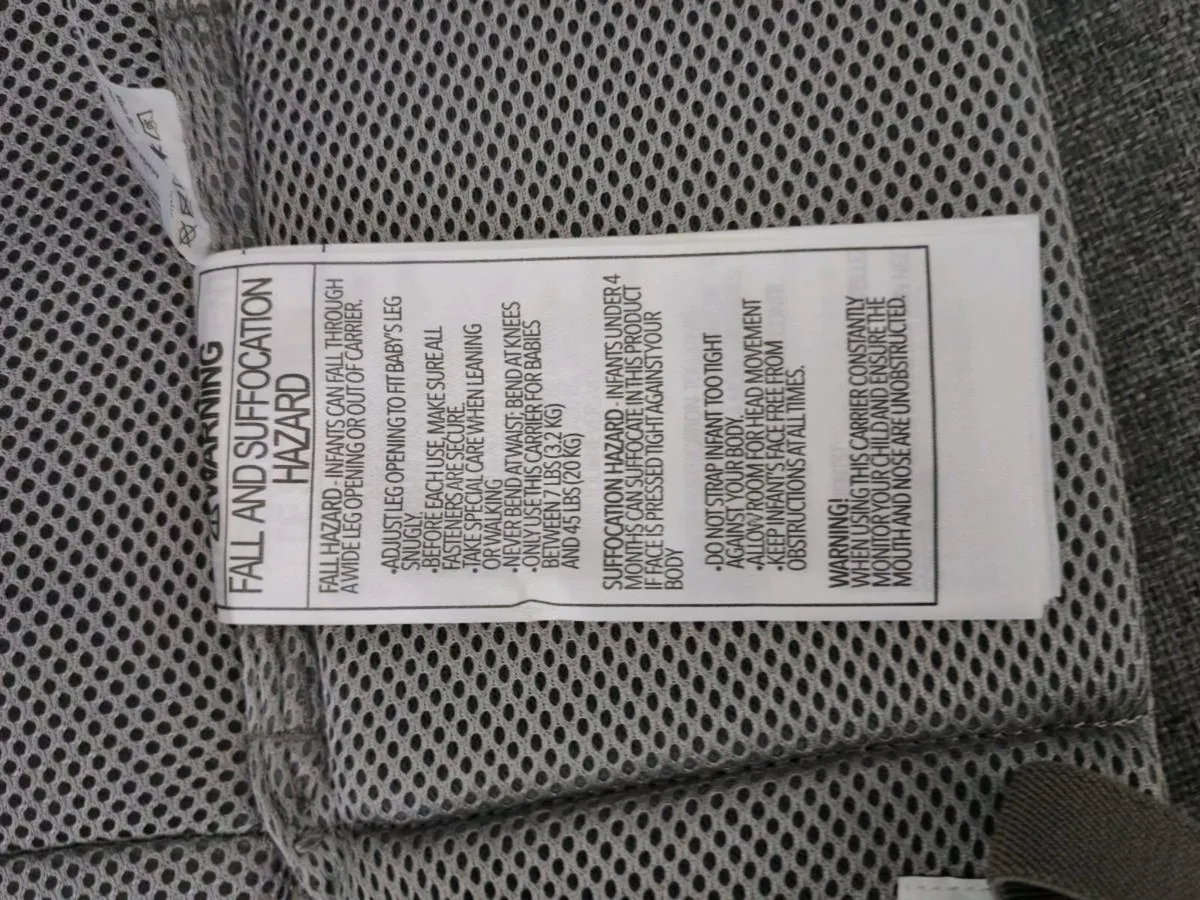 WARNING
FALL AND SUFFOCATION
HAZARD
FALL HAZARD - INFANTS CAN FALL THROUGH
A WIDE LEG OPENING OR OUT OF CARRIER.
•ADJUST LEG OPENING TO FIT BABY'S LEG
SNUGLY.
•BEFORE EACH USE, MAKE SURE ALL
FASTENERS ARE SECURE.
•TAKE SPECIAL CARE WHEN LEANING
OR WALKING
•NEVER BEND AT WAIST; BEND AT KNEES
•ONLY USE THIS CARRIER FOR BABIES
BETWEEN 7 LBS (3.2 KG)
AND 45 LBS (20 KG)
SUFFOCATION HAZARD - INFANTS UNDER 4
MONTHS CAN SUFFOCATE IN THIS PRODUCT
IF FACE IS PRESSED TIGHT AGAINST YOUR
BODY
•DO NOT STRAP INFANT TOO TIGHT
AGAINST YOUR BODY.
•ALLOW ROOM FOR HEAD MOVEMENT
•KEEP INFANT'S FACE FREE FROM
OBSTRUCTIONS AT ALL TIMES.
WARNING!
WHEN USING THIS CARRIER CONSTANTLY
MONITOR YOUR CHILD AND ENSURE THE
MOUTH AND NOSE ARE UNOBSTRUCTED.